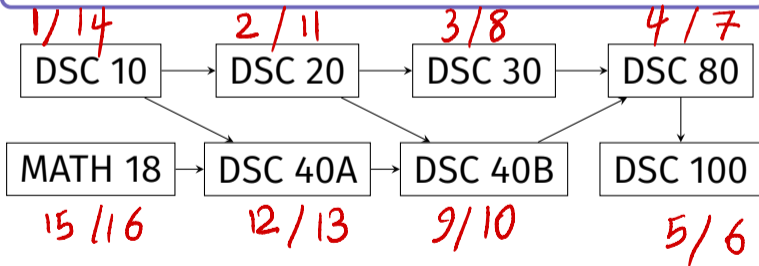 1/14 2/11 3/8 4/7
DSC 10 DSC 20 DSC 30 DSC 80
MATH 18 DSC 40A DSC 40B DSC 100
15/16 12/13 9/10 5/6